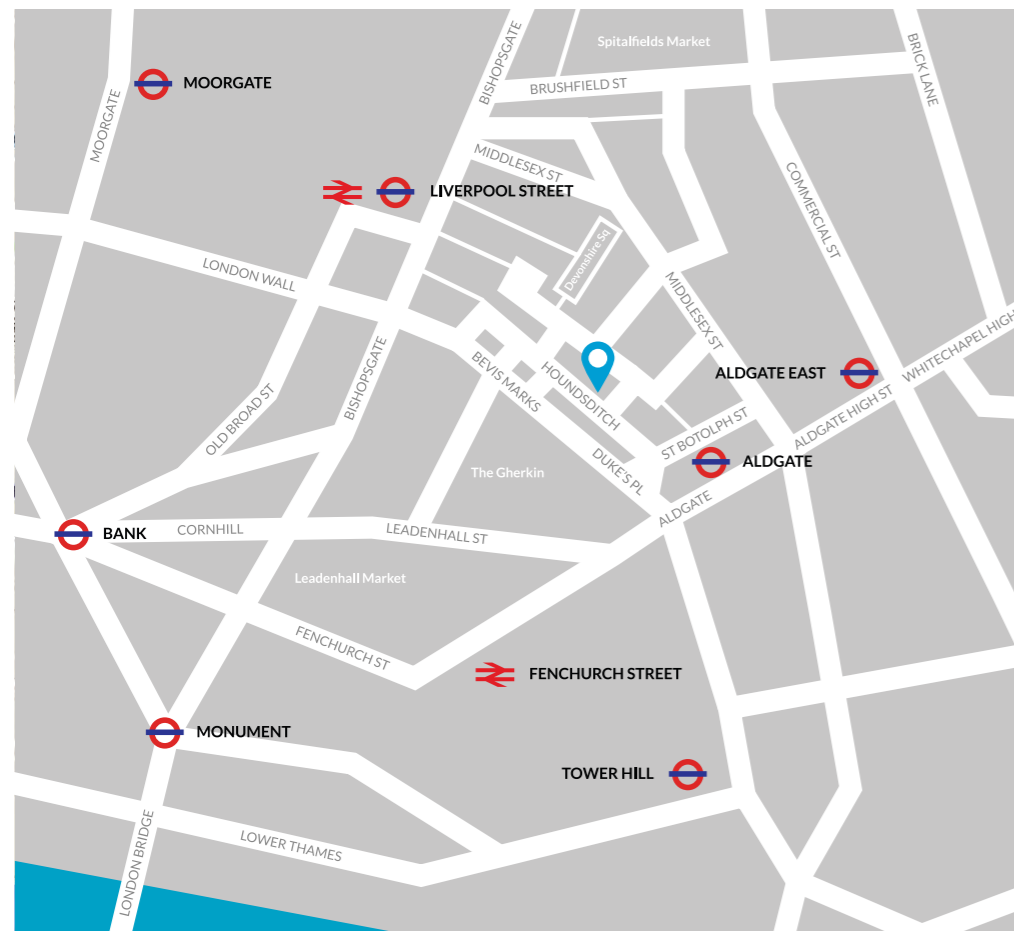 Spitalfields Market
BISHOPSGATE
BRICK LANE
MOORGATE
BRUSHFIELD ST
MOORGATE
MIDDLESEX ST
COMMERCIAL ST
LIVERPOOL STREET
Devonshire Sq
LONDON WALL
MIDDLESEX ST
WHITECHAPEL HIGH
BISHOPSGATE
BEVIS MARKS
HOUNDSDITCH
ALDGATE EAST
OLD BROAD ST
ST BOTOLPH ST
ALDGATE HIGH ST
The Gherkin
DUKE'S PL
ALDGATE
ALDGATE
BANK
CORNHILL
LEADENHALL ST
Leadenhall Market
FENCHURCH ST
FENCHURCH STREET
MONUMENT
TOWER HILL
LONDON BRIDGE
LOWER THAMES